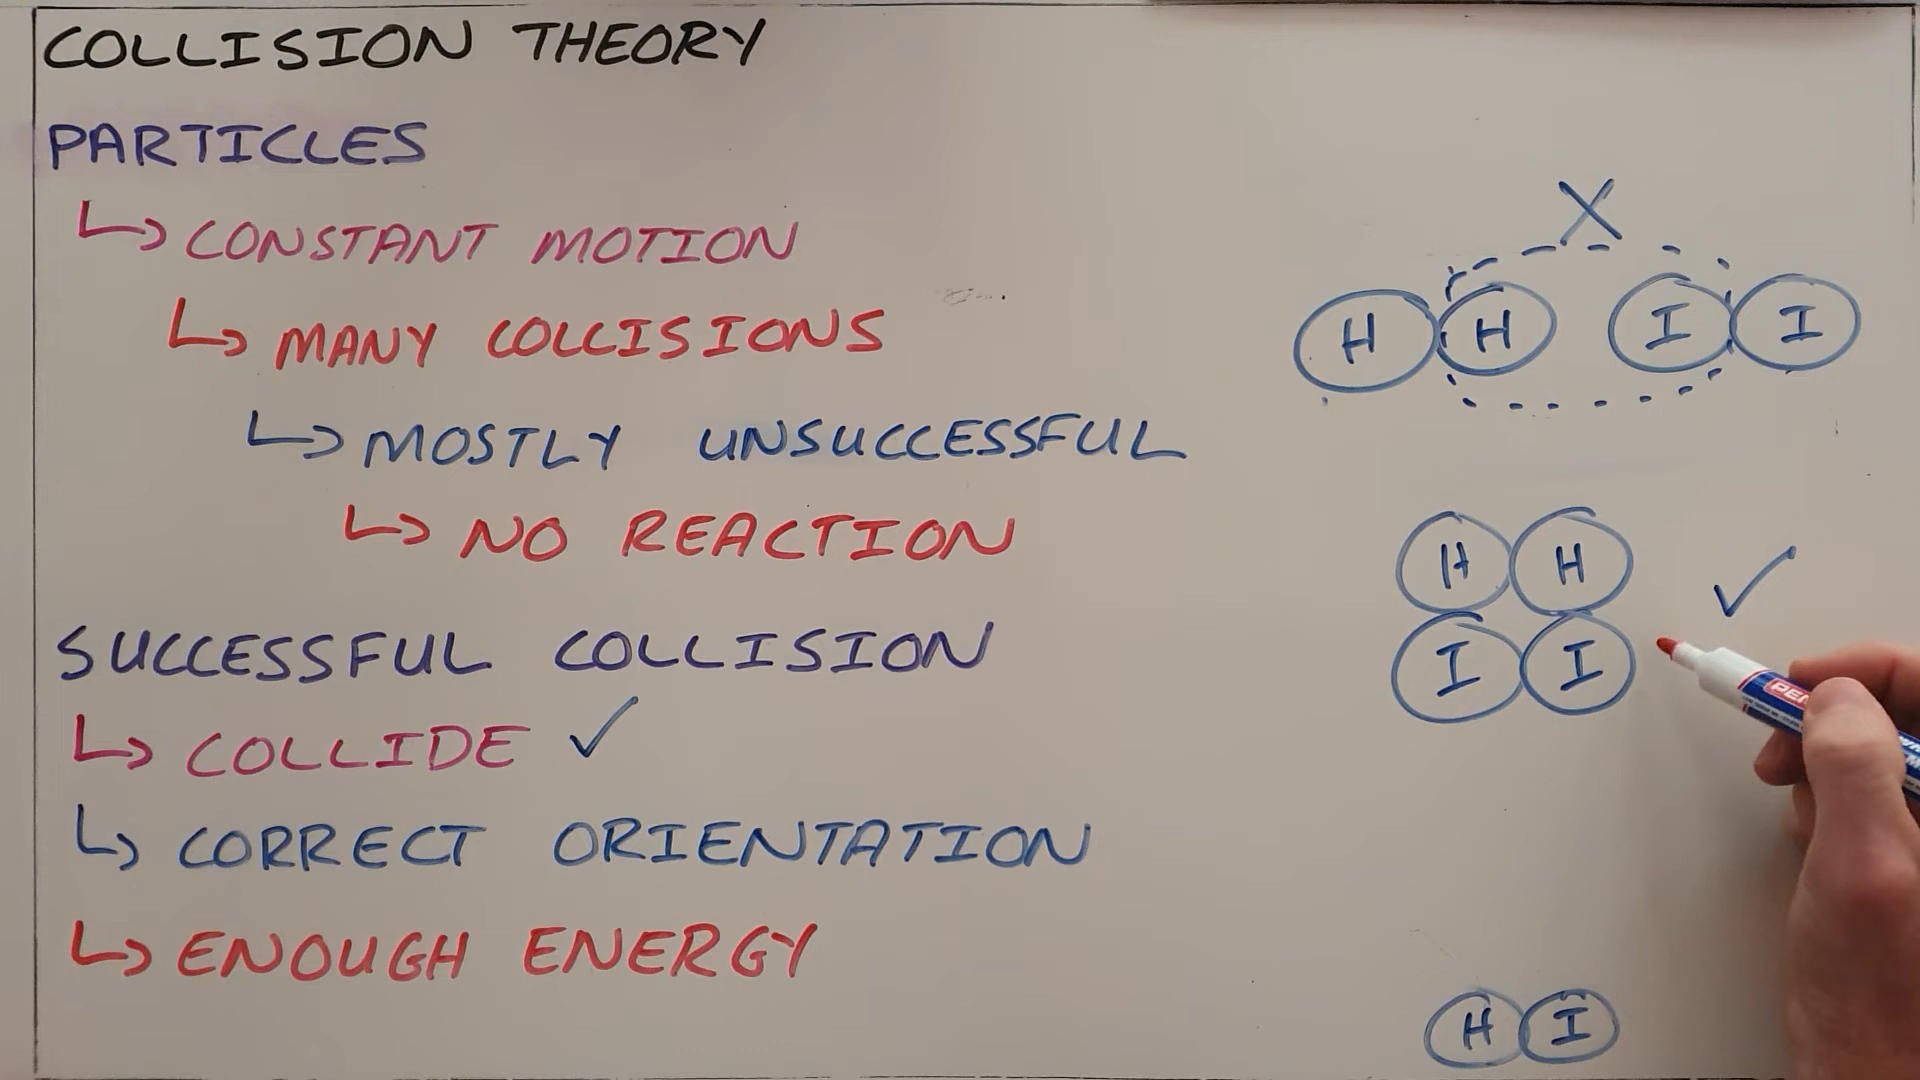 COLLISION THEORY
PARTICLES
↳ CONSTANT MOTION
↳ MANY COLLISIONS
↳ MOSTLY UNSUCCESSFUL
↳ NO REACTION
SUCCESSFUL COLLISION
↳ COLLIDE ✓
↳ CORRECT ORIENTATION
↳ ENOUGH ENERGY
X
H H I I
H H ✓
I I
H I